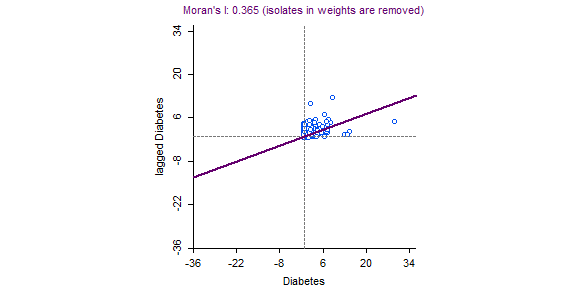 Moran's I: 0.365 (isolates in weights are removed)
34
20
6
-8
-22
-36
lagged Diabetes
-36 -22 -8 6 20 34
Diabetes